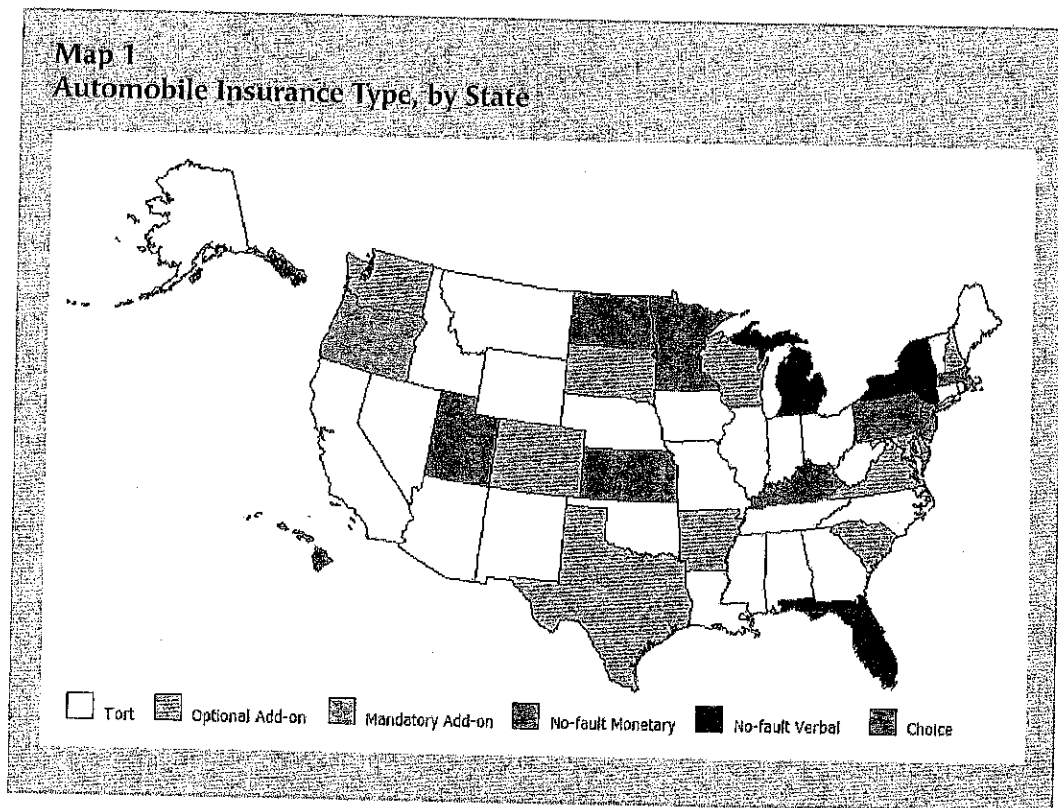 Map 1
Automobile Insurance Type, by State
Tort Optional Add-on Mandatory Add-on No-fault Monetary No-fault Verbal Choice